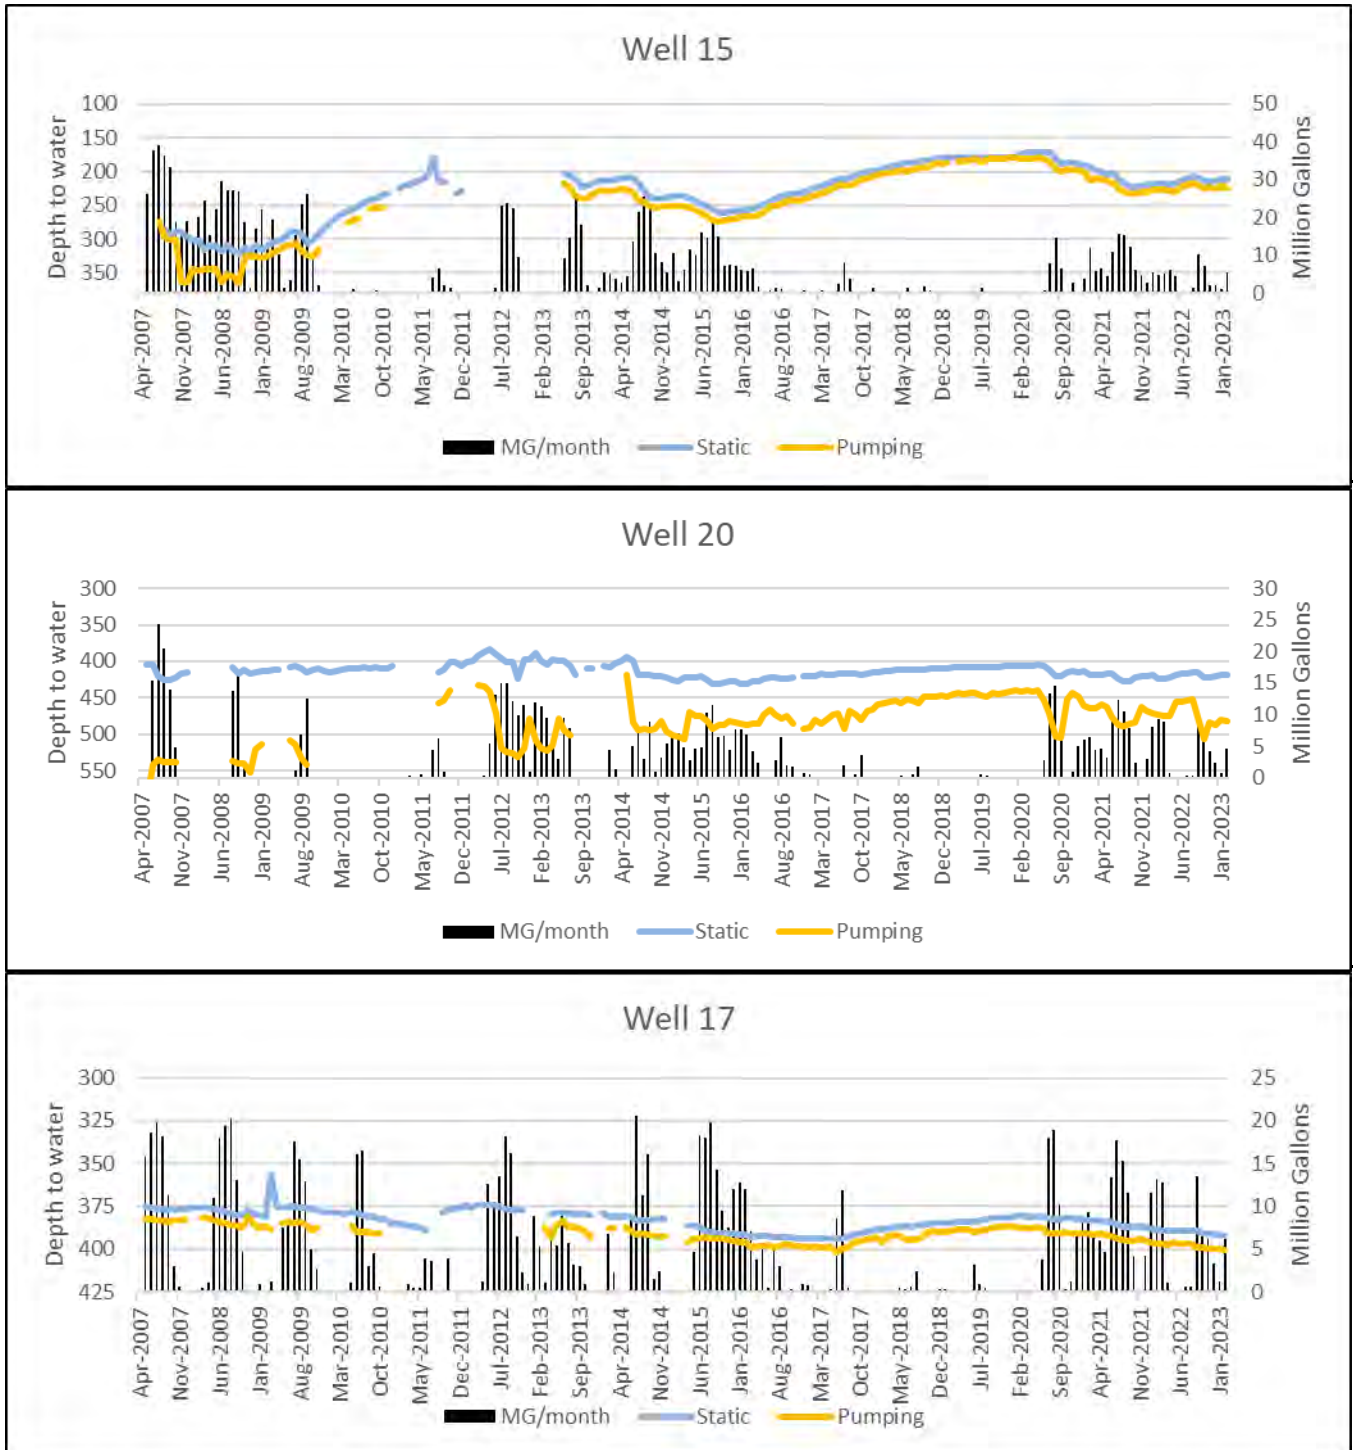 Well 15
Depth to water
100
150
200
250
300
350
50
40
30
20
10
0
Million Gallons
Apr-2007
Nov-2007
Jun-2008
Jan-2009
Aug-2009
Mar-2010
Oct-2010
May-2011
Dec-2011
Jul-2012
Feb-2013
Sep-2013
Apr-2014
Nov-2014
Jun-2015
Jan-2016
Aug-2016
Mar-2017
Oct-2017
May-2018
Dec-2018
Jul-2019
Feb-2020
Sep-2020
Apr-2021
Nov-2021
Jun-2022
Jan-2023
MG/month Static Pumping
Well 20
Depth to water
300
350
400
450
500
550
30
25
20
15
10
5
0
Million Gallons
Apr-2007
Nov-2007
Jun-2008
Jan-2009
Aug-2009
Mar-2010
Oct-2010
May-2011
Dec-2011
Jul-2012
Feb-2013
Sep-2013
Apr-2014
Nov-2014
Jun-2015
Jan-2016
Aug-2016
Mar-2017
Oct-2017
May-2018
Dec-2018
Jul-2019
Feb-2020
Sep-2020
Apr-2021
Nov-2021
Jun-2022
Jan-2023
MG/month Static Pumping
Well 17
Depth to water
300
325
350
375
400
425
25
20
15
10
5
0
Million Gallons
Apr-2007
Nov-2007
Jun-2008
Jan-2009
Aug-2009
Mar-2010
Oct-2010
May-2011
Dec-2011
Jul-2012
Feb-2013
Sep-2013
Apr-2014
Nov-2014
Jun-2015
Jan-2016
Aug-2016
Mar-2017
Oct-2017
May-2018
Dec-2018
Jul-2019
Feb-2020
Sep-2020
Apr-2021
Nov-2021
Jun-2022
Jan-2023
MG/month Static Pumping